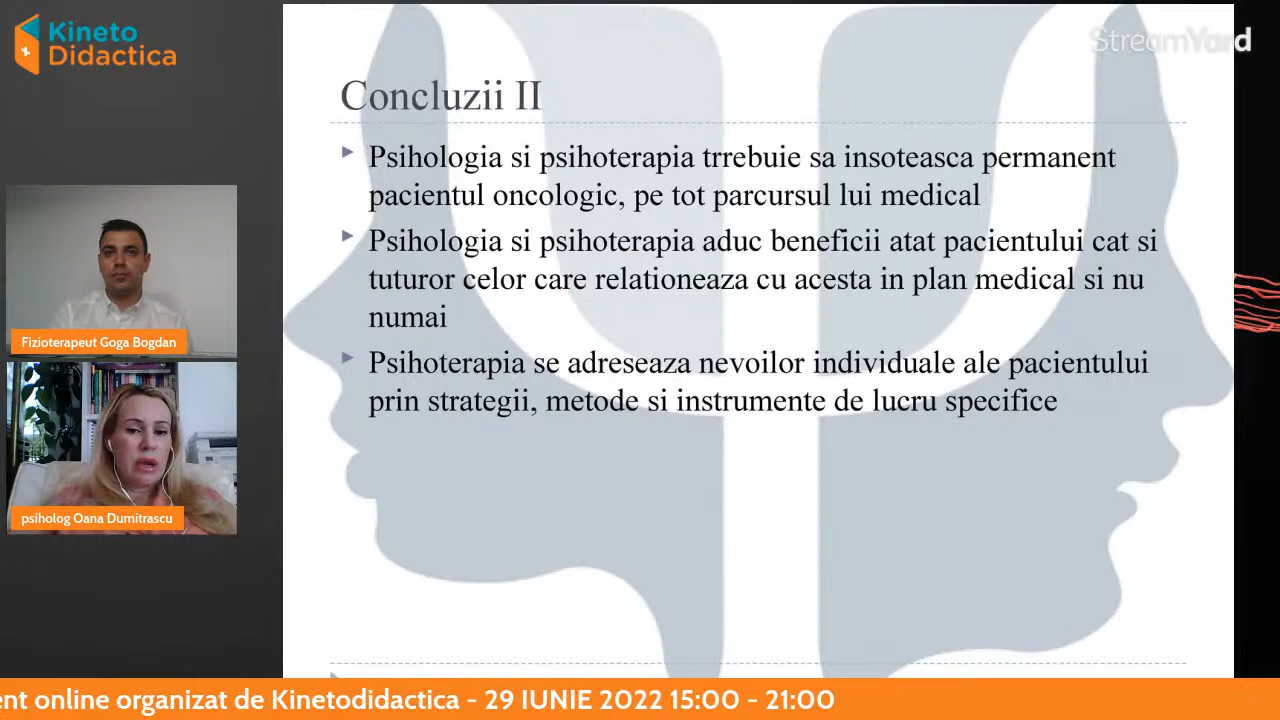 Kineto
Didactica
StreamYard
Concluzii II
Psihologia si psihoterapia trrebuie sa insoteasca permanent
pacientul oncologic, pe tot parcursul lui medical
Psihologia si psihoterapia aduc beneficii atat pacientului cat si
tuturor celor care relationeaza cu acesta in plan medical si nu
numai
Psihoterapia se adreseaza nevoilor individuale ale pacientului
prin strategii, metode si instrumente de lucru specifice
Fizioterapeut Goga Bogdan
psiholog Oana Dumitrascu
ent online organizat de Kinetodidactica - 29 IUNIE 2022 15:00 - 21:00